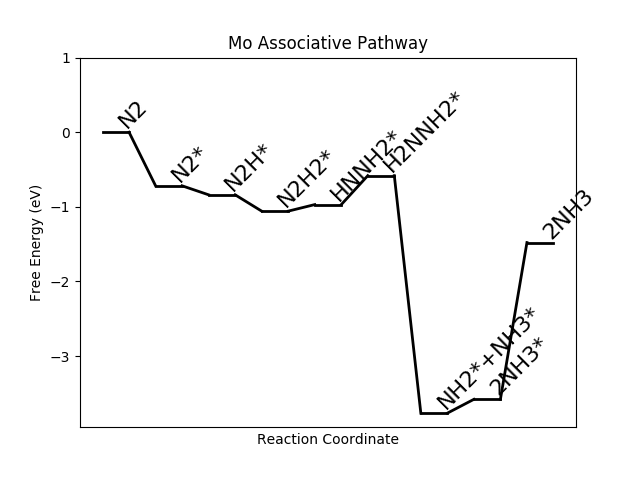 Mo Associative Pathway
1
0
−1
−2
−3
Free Energy (eV)
Reaction Coordinate
N2
N2*
N2H*
N2H2*
HNNH2*
H2NNH2*
NH2*+NH3*
2NH3*
2NH3